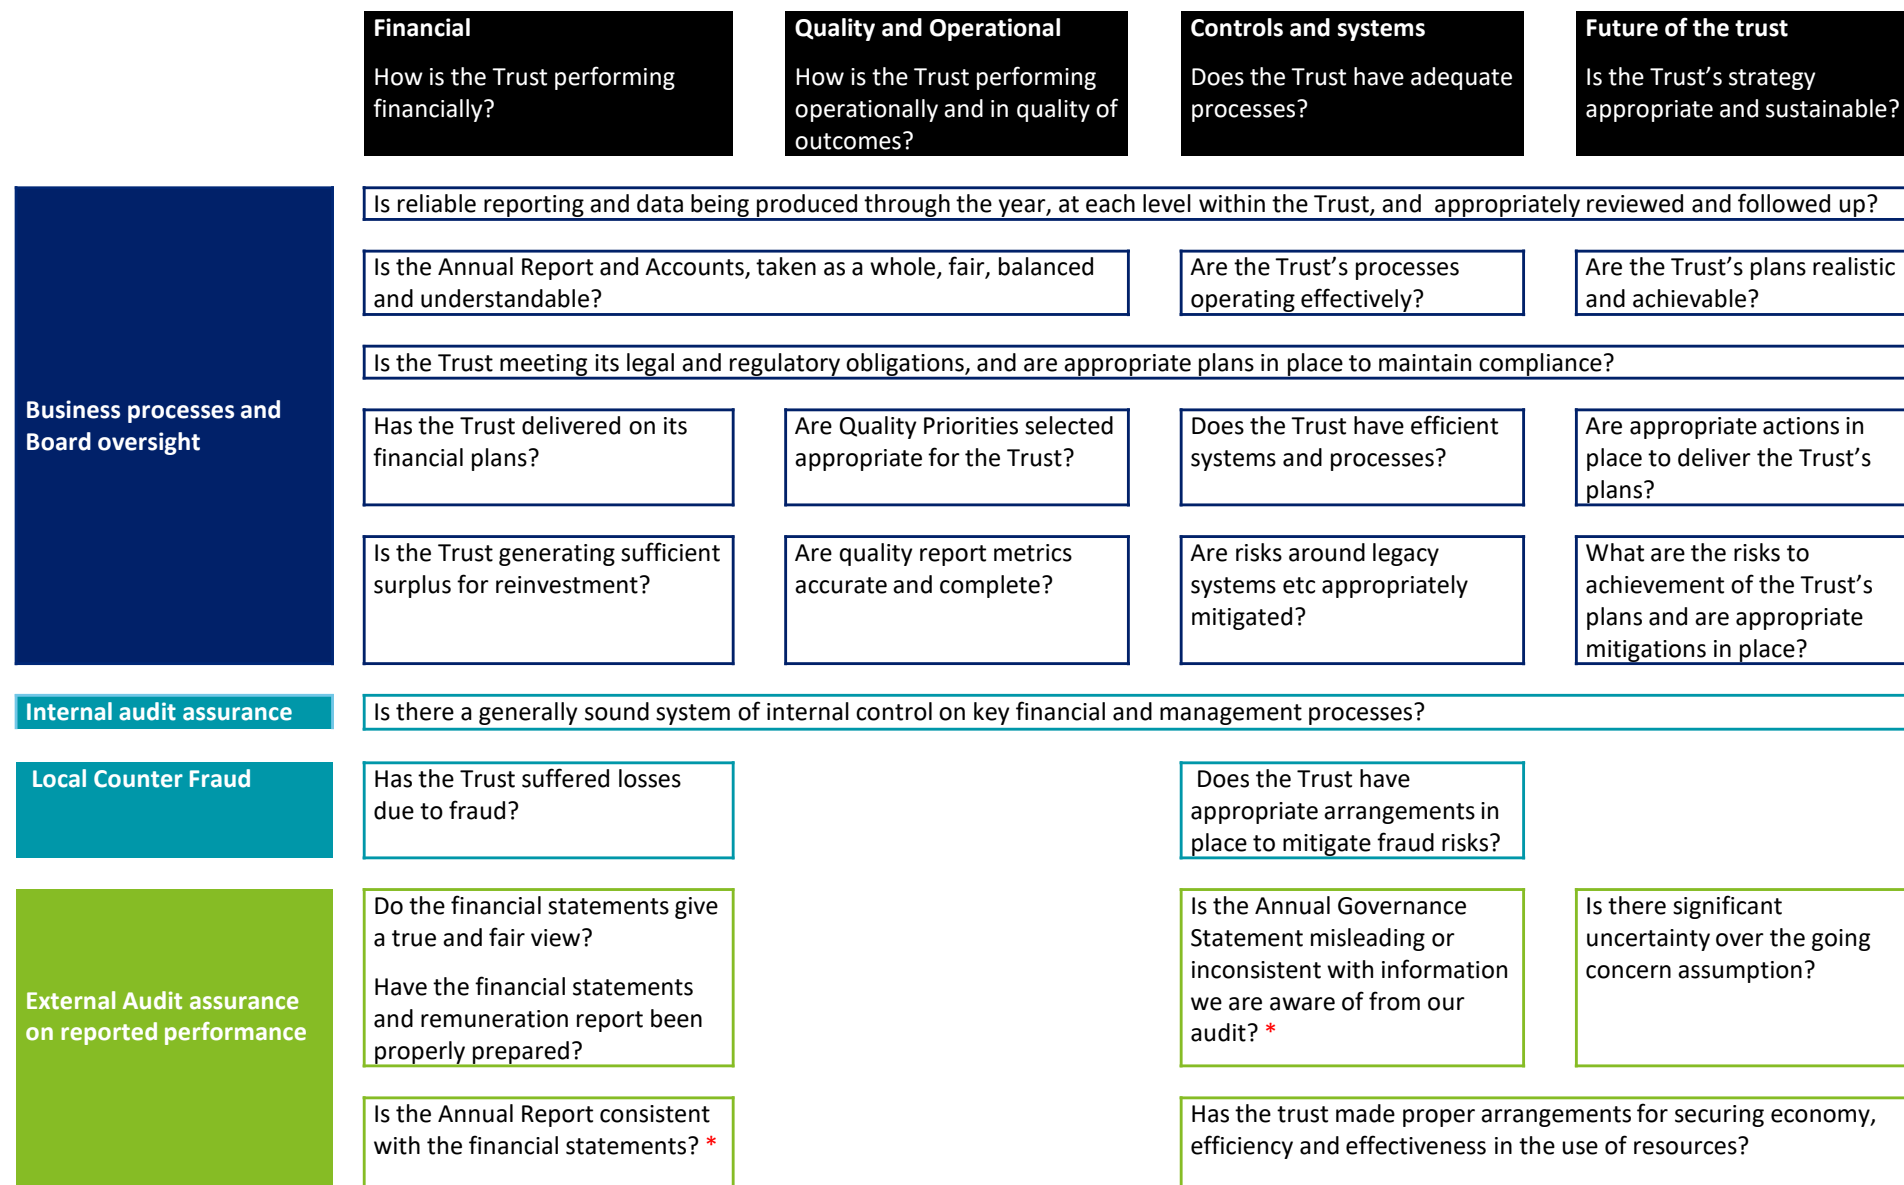 Financial
How is the Trust performing
financially?
Quality and Operational
How is the Trust performing
operationally and in quality of
outcomes?
Controls and systems
Does the Trust have adequate
processes?
Future of the trust
Is the Trust’s strategy
appropriate and sustainable?
Business processes and
Board oversight
Is reliable reporting and data being produced through the year, at each level within the Trust, and appropriately reviewed and followed up?
Is the Annual Report and Accounts, taken as a whole, fair, balanced
and understandable?
Are the Trust’s processes
operating effectively?
Are the Trust’s plans realistic
and achievable?
Is the Trust meeting its legal and regulatory obligations, and are appropriate plans in place to maintain compliance?
Has the Trust delivered on its
financial plans?
Are Quality Priorities selected
appropriate for the Trust?
Does the Trust have efficient
systems and processes?
Are appropriate actions in
place to deliver the Trust’s
plans?
Is the Trust generating sufficient
surplus for reinvestment?
Are quality report metrics
accurate and complete?
Are risks around legacy
systems etc appropriately
mitigated?
What are the risks to
achievement of the Trust’s
plans and are appropriate
mitigations in place?
Internal audit assurance
Is there a generally sound system of internal control on key financial and management processes?
Local Counter Fraud
Has the Trust suffered losses
due to fraud?
Does the Trust have
appropriate arrangements in
place to mitigate fraud risks?
External Audit assurance
on reported performance
Do the financial statements give
a true and fair view?
Have the financial statements
and remuneration report been
properly prepared?
Is the Annual Governance
Statement misleading or
inconsistent with information
we are aware of from our
audit? *
Is there significant
uncertainty over the going
concern assumption?
Is the Annual Report consistent
with the financial statements? *
Has the trust made proper arrangements for securing economy,
efficiency and effectiveness in the use of resources?